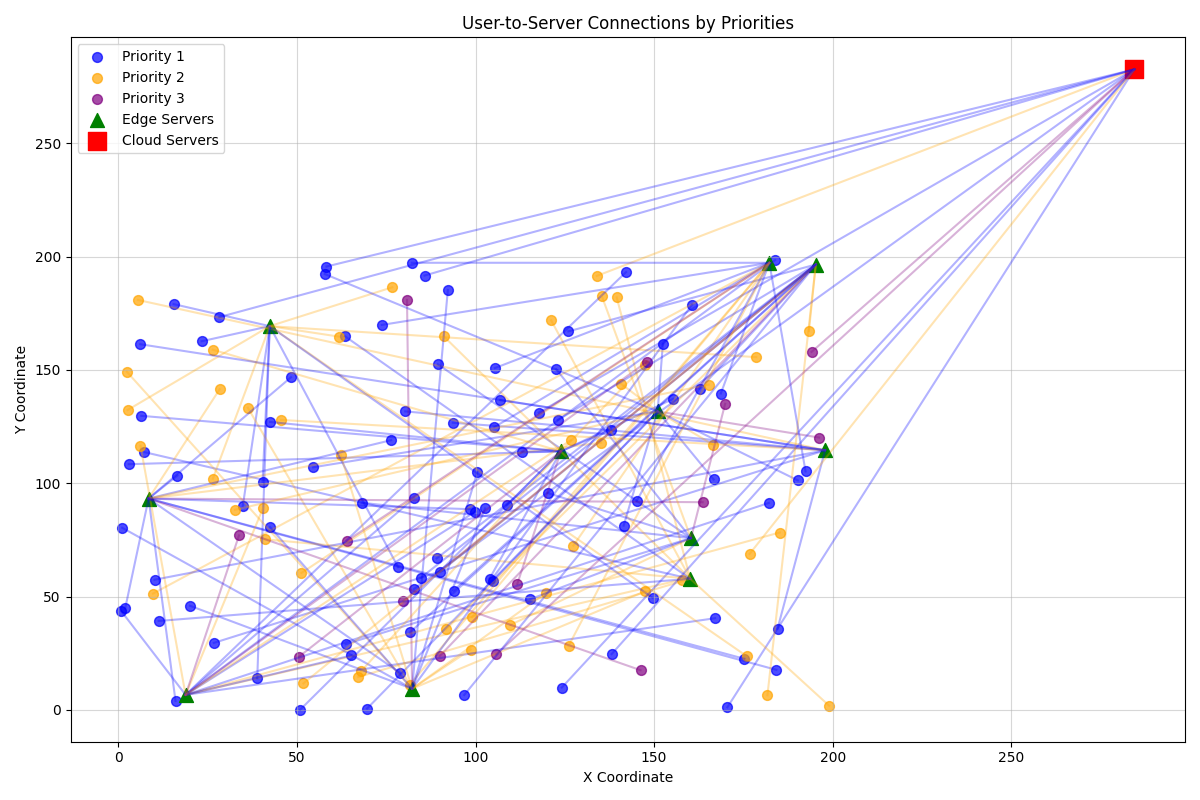 User-to-Server Connections by Priorities
Priority 1
Priority 2
Priority 3
Edge Servers
Cloud Servers
Y Coordinate
250
200
150
100
50
0
0 50 100 150 200 250
X Coordinate